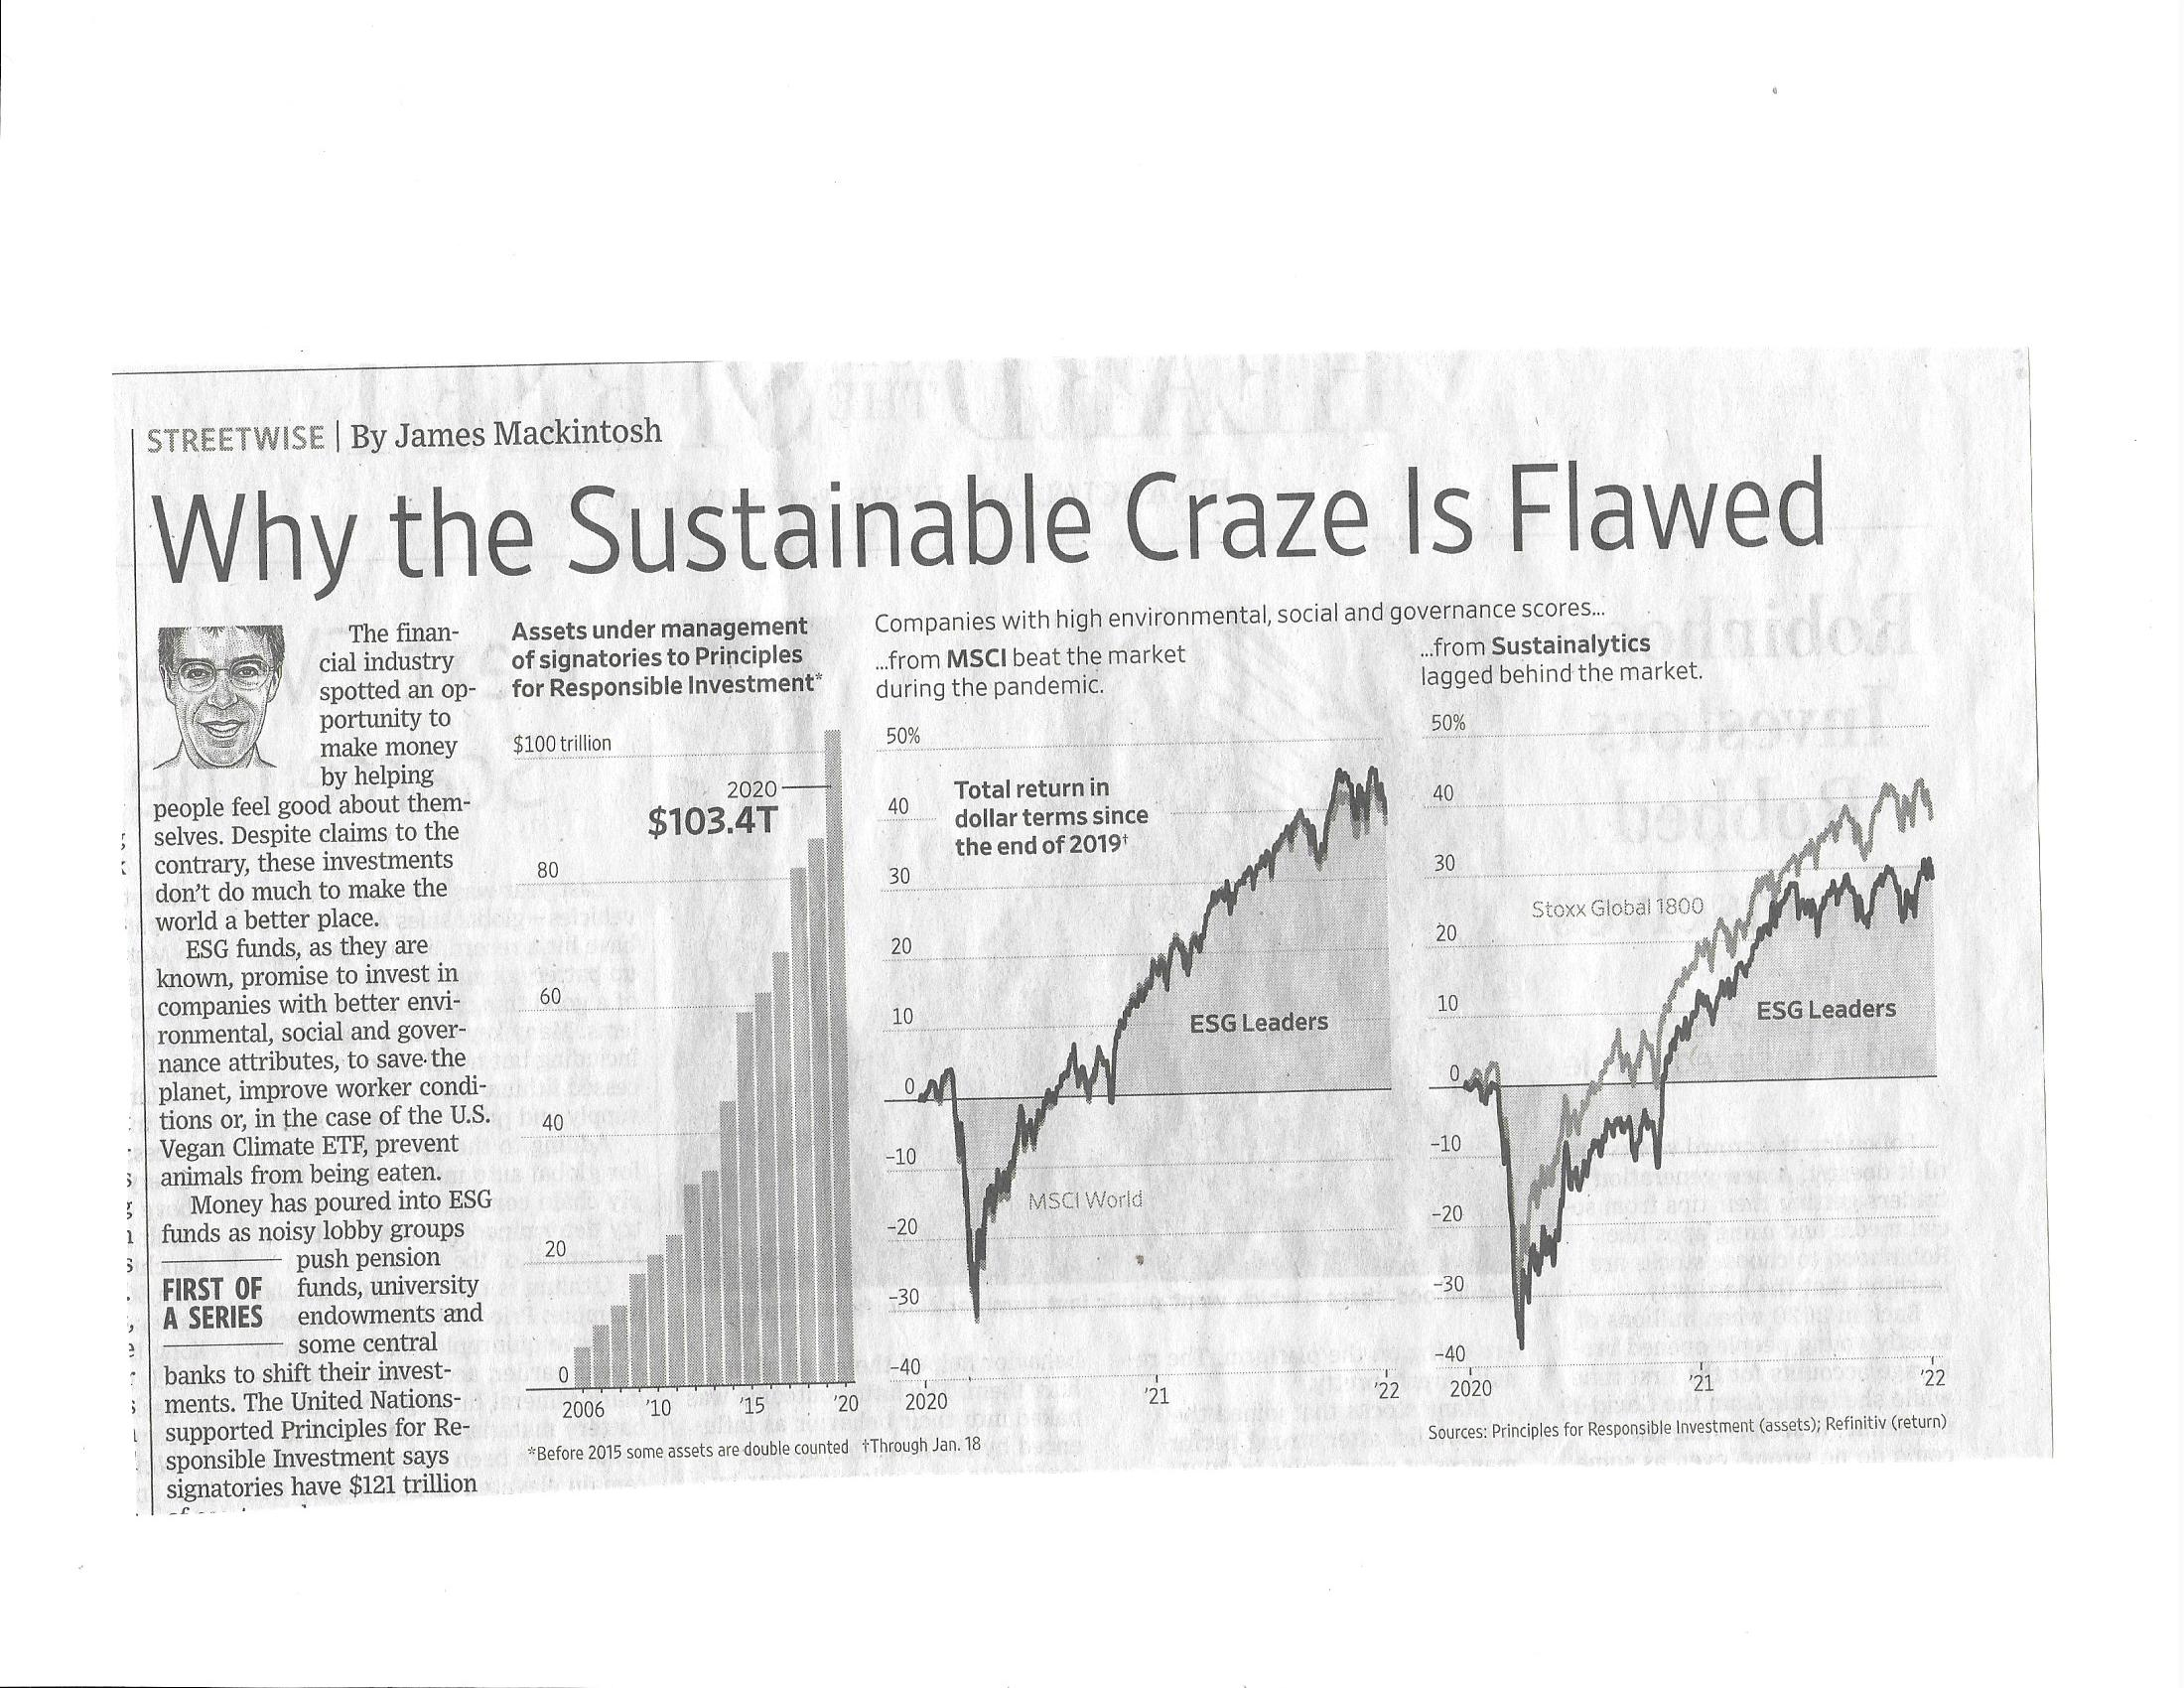 STREETWISE | By James Mackintosh
Why the Sustainable Craze Is Flawed
The finan-
cial industry
spotted an op-
portunity to
make money
by helping
people feel good about them-
selves. Despite claims to the
contrary, these investments
don't do much to make the
world a better place.
ESG funds, as they are
known, promise to invest in
companies with better envi-
ronmental, social and gover-
nance attributes, to save the
planet, improve worker condi-
tions or, in the case of the U.S.
Vegan Climate ETF, prevent
animals from being eaten.
Money has poured into ESG
funds as noisy lobby groups
push pension
funds, university
endowments and
some central
FIRST OF
A SERIES
banks to shift their invest-
ments. The United Nations-
supported Principles for Re-
sponsible Investment says
signatories have $121 trillion
Assets under management
of signatories to Principles
for Responsible Investment*
$100 trillion
2020
$103.4T
80
60
40
20
0
2006 '10 '15 '20
*Before 2015 some assets are double counted †Through Jan. 18
Companies with high environmental, social and governance scores...
...from MSCI beat the market
during the pandemic.
50%
Total return in
dollar terms since
the end of 2019†
40
30
20
10
ESG Leaders
0
-10
MSCI World
-20
-30
-40
2020 '21 '22
...from Sustainalytics
lagged behind the market.
50%
40
30
Stoxx Global 1800
20
10
ESG Leaders
0
-10
-20
-30
-40
2020 '21 '22
Sources: Principles for Responsible Investment (assets); Refinitiv (return)